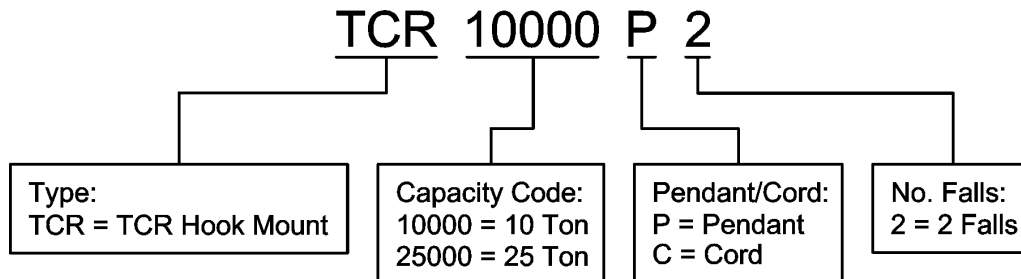 TCR 10000 P 2
Type:
TCR = TCR Hook Mount
Capacity Code:
10000 = 10 Ton
25000 = 25 Ton
Pendant/Cord:
P = Pendant
C = Cord
No. Falls:
2 = 2 Falls